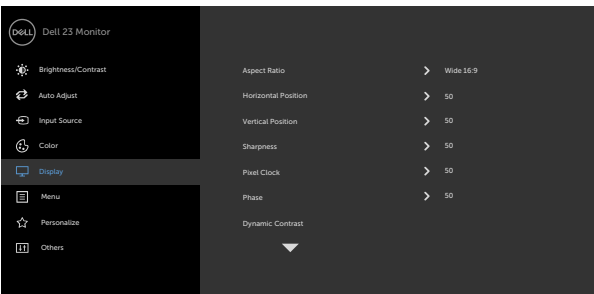 DELL Dell 23 Monitor
Brightness/Contrast
Auto Adjust
Input Source
Color
Display
Menu
Personalize
Others
Aspect Ratio Wide 16:9
Horizontal Position 50
Vertical Position 50
Sharpness 50
Pixel Clock 50
Phase 50
Dynamic Contrast